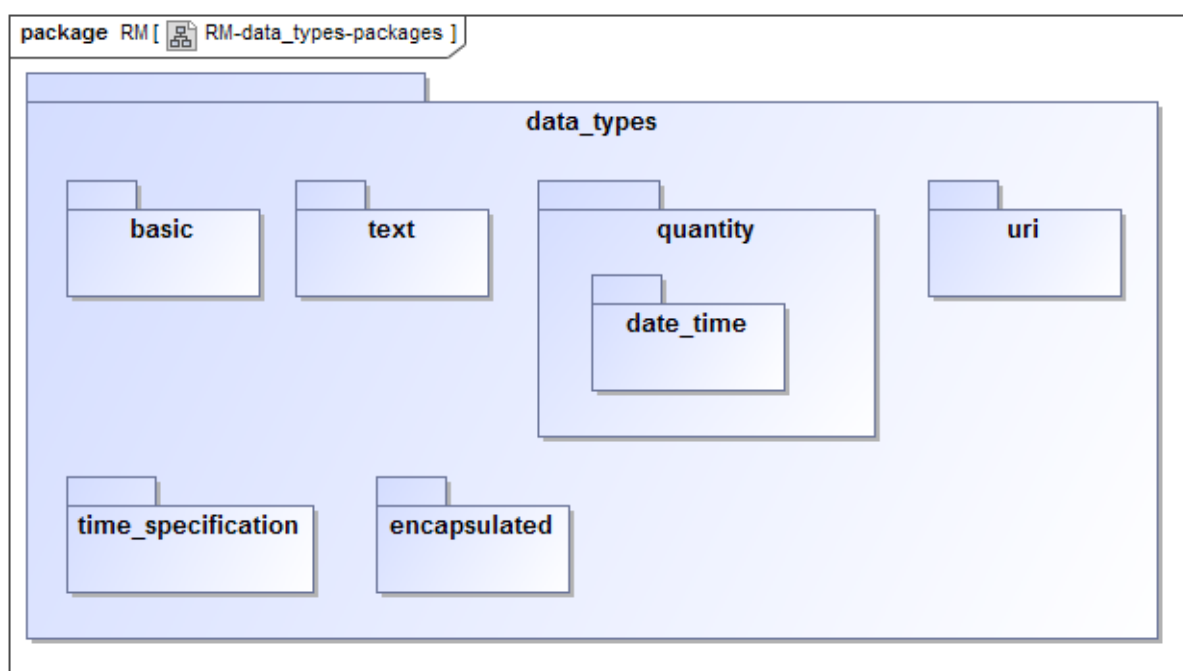 package RM [ RM-data_types-packages ]
data_types
basic
text
quantity
uri
date_time
time_specification
encapsulated